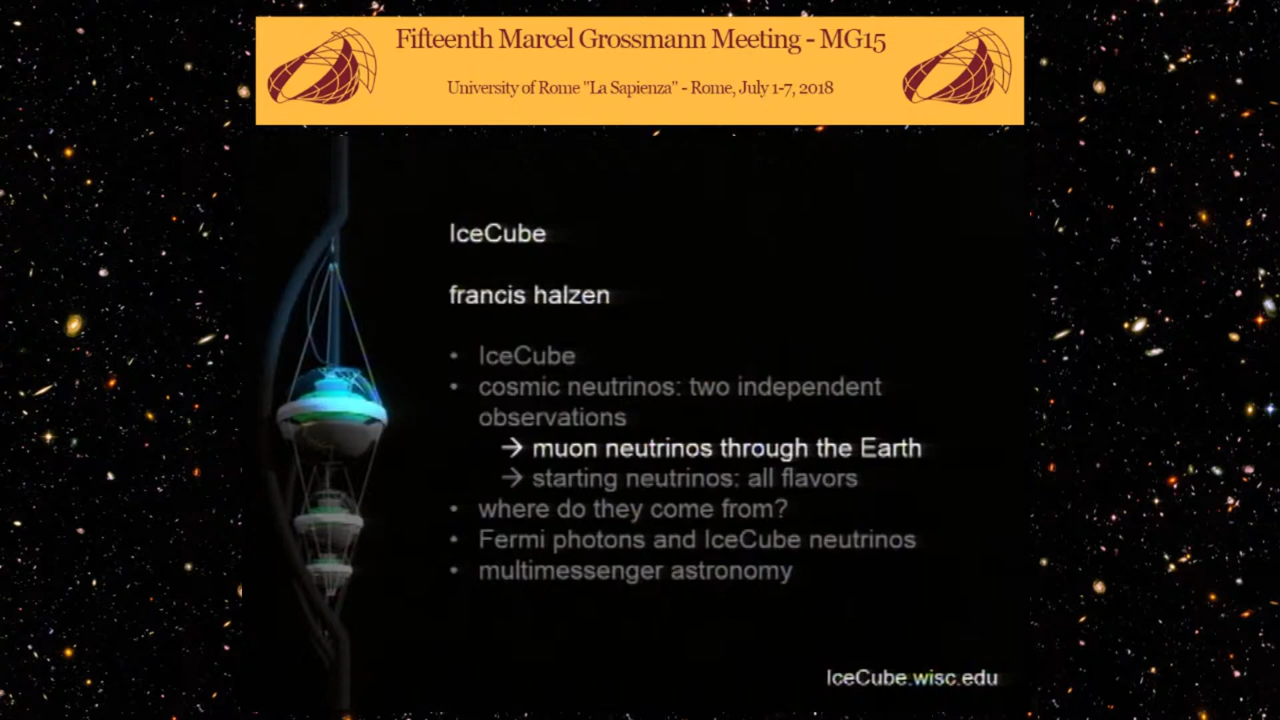 Fifteenth Marcel Grossmann Meeting - MG15
University of Rome "La Sapienza" - Rome, July 1-7, 2018
IceCube
francis halzen
• IceCube
• cosmic neutrinos: two independent
observations
→ muon neutrinos through the Earth
→ starting neutrinos: all flavors
• where do they come from?
• Fermi photons and IceCube neutrinos
• multimessenger astronomy
IceCube.wisc.edu